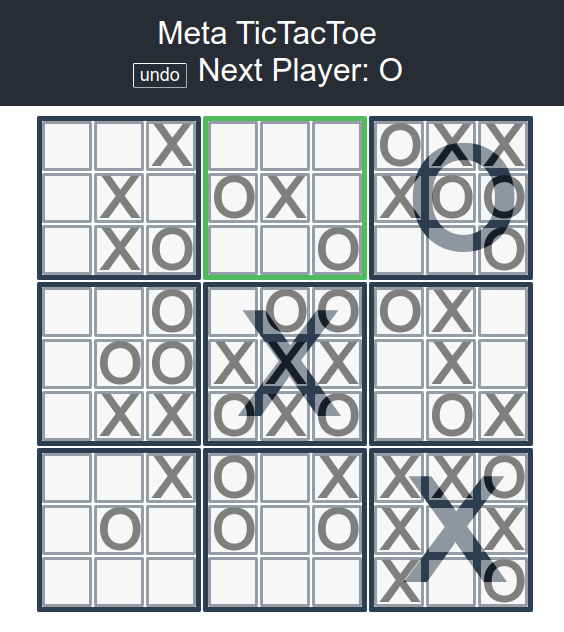 Meta TicTacToe
undo Next Player: O
X O X X
X O X X O O
O
X O O O
O O O O X
O O X X X X
X
X X O X O O X
X O X X X O
O O O X X
X
X O